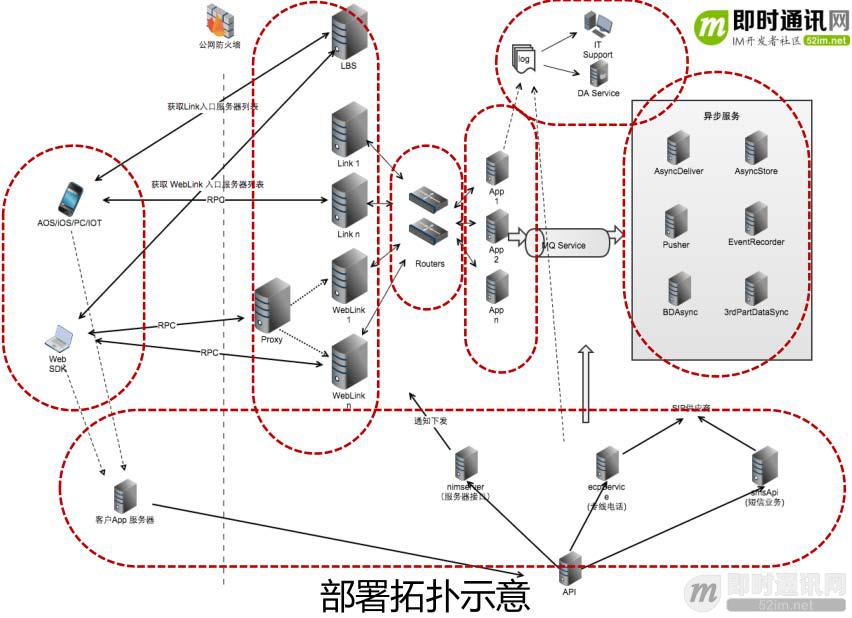 即时通讯网
IM开发者社区 52im.net
公网防火墙
LBS
log
IT
Support
DA Service
获取Link入口服务器列表
异步服务
Link 1
AsyncDeliver
AsyncStore
获取 WebLink 入口服务器列表
App
1
AOS/iOS/PC/IOT
RPC
Link n
Routers
App
2
MQ Service
Pusher
EventRecorder
WebLink
1
App
n
BDAsync
3rdPartDataSync
RPC
Proxy
Web
SDK
RPC
WebLink
n
通知下发
SIP供应商
nimserver
(服务器接口)
ecpServic
e
(专线电话)
smsApi
(短信业务)
客户App 服务器
API
部署拓扑示意
即时通讯网
52im.net